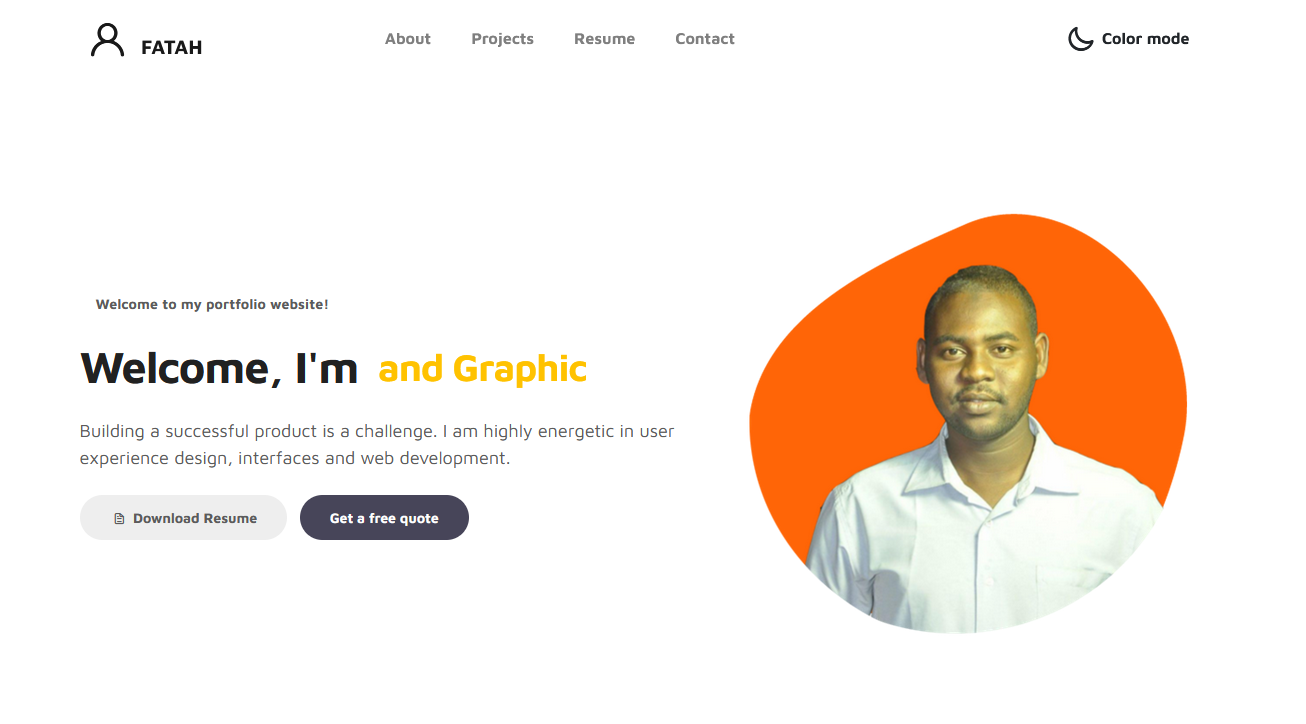 FATAH
About Projects Resume Contact
Color mode
Welcome to my portfolio website!
Welcome, I'm and Graphic
Building a successful product is a challenge. I am highly energetic in user
experience design, interfaces and web development.
Download Resume
Get a free quote